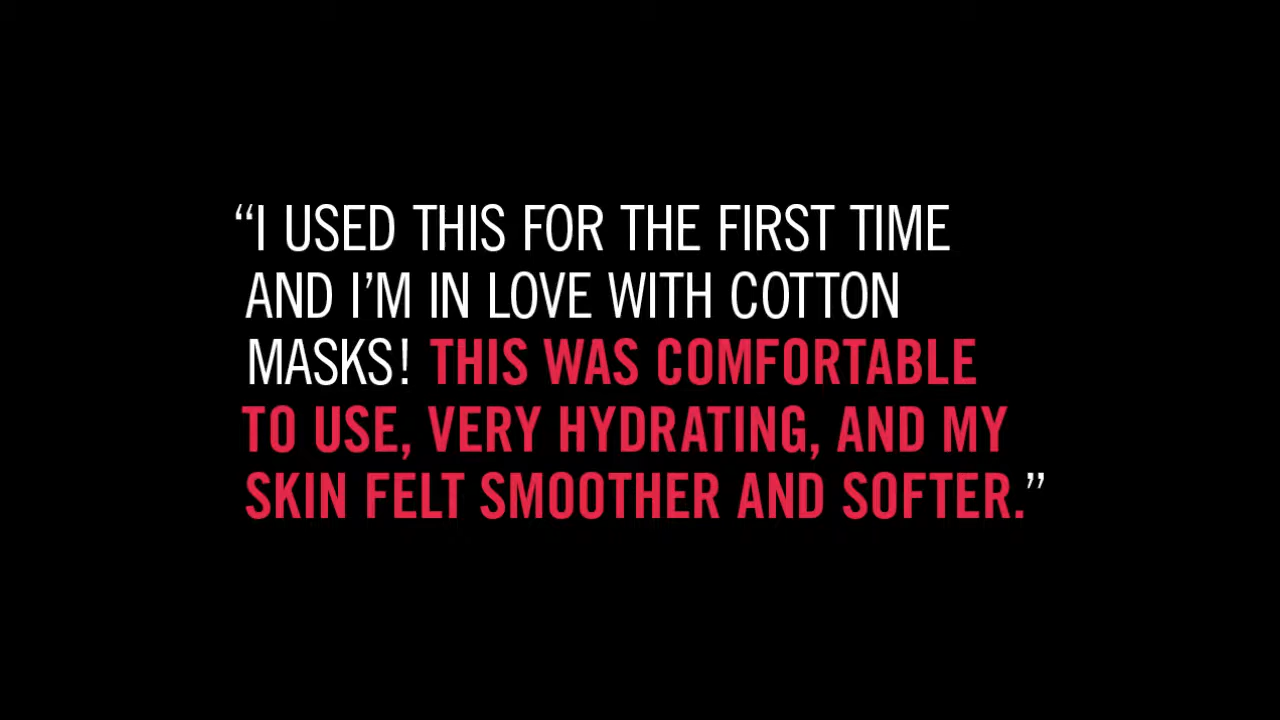 “I USED THIS FOR THE FIRST TIME
AND I’M IN LOVE WITH COTTON
MASKS! THIS WAS COMFORTABLE
TO USE, VERY HYDRATING, AND MY
SKIN FELT SMOOTHER AND SOFTER.”